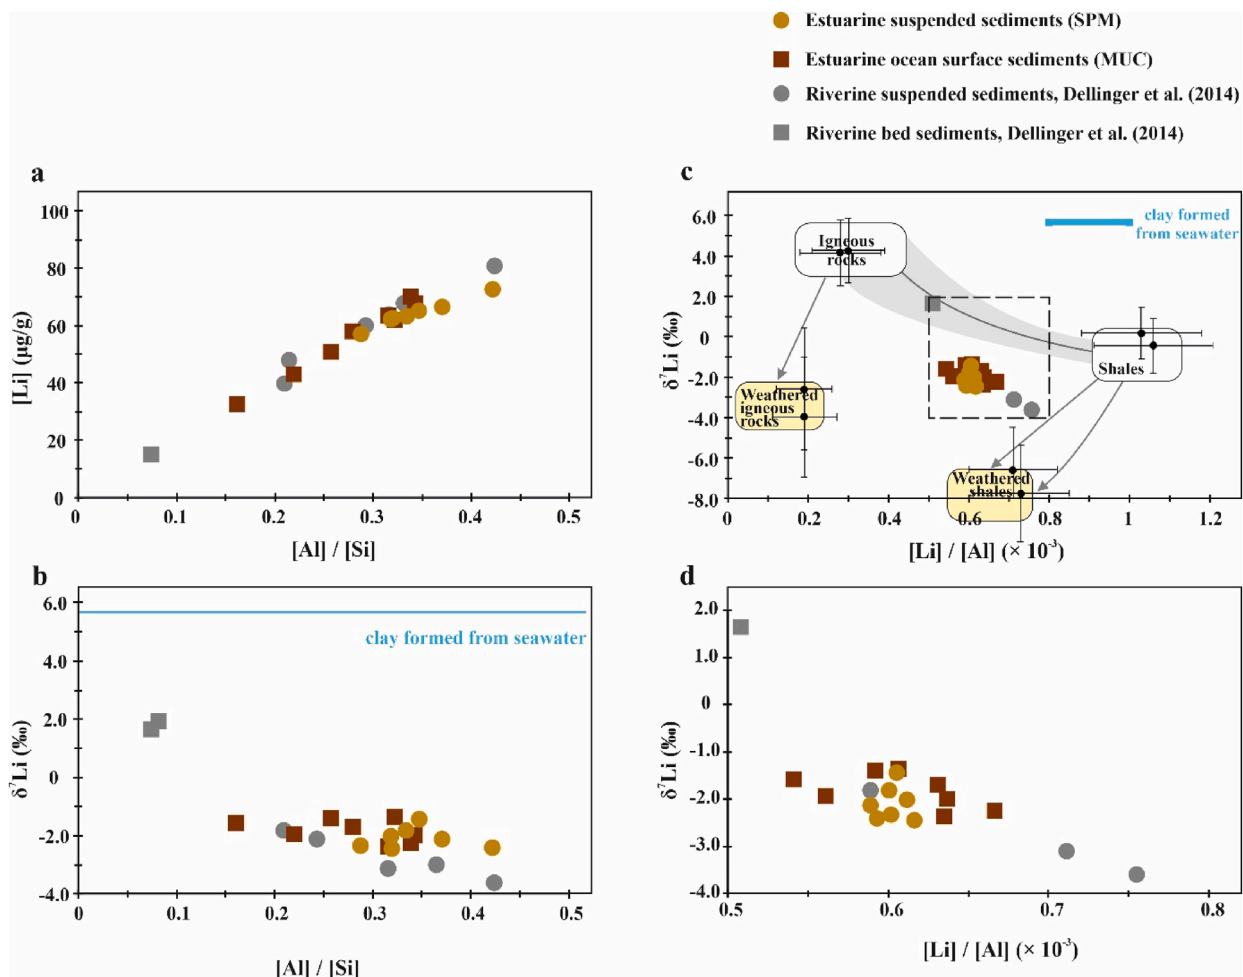 Estuarine suspended sediments (SPM)
Estuarine ocean surface sediments (MUC)
Riverine suspended sediments, Dellinger et al. (2014)
Riverine bed sediments, Dellinger et al. (2014)
a
[Li] (μg/g)
100
80
60
40
20
0
0
0.1
0.2
0.3
0.4
0.5
[Al] / [Si]
c
δ⁷Li (‰)
6.0
4.0
2.0
0
-2.0
-4.0
-6.0
-8.0
clay formed
from seawater
Igneous
rocks
Shales
Weathered
igneous
rocks
Weathered
shales
0
0.2
0.4
0.6
0.8
1
1.2
[Li] / [Al] (× 10⁻³)
b
δ⁷Li (‰)
6.0
4.0
2.0
0
-2.0
-4.0
clay formed from seawater
0
0.1
0.2
0.3
0.4
0.5
[Al] / [Si]
d
δ⁷Li (‰)
2.0
1.0
0
-1.0
-2.0
-3.0
-4.0
0.5
0.6
0.7
0.8
[Li] / [Al] (× 10⁻³)